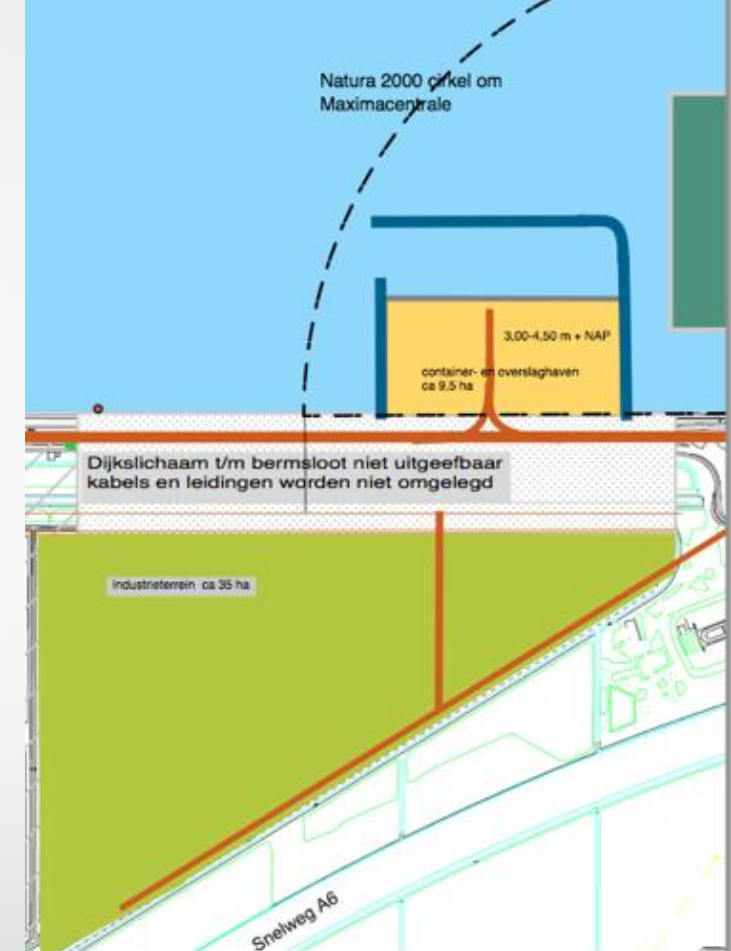 Natura 2000 cirkel om
Maximacentrale
3,00-4,50 m + NAP
container- en overslaghaven
ca 9,5 ha
Dijkslichaam t/m bermsloot niet uitgeefbaar
kabels en leidingen worden niet omgelegd
Industrieterrein ca 35 ha
Snelweg A6